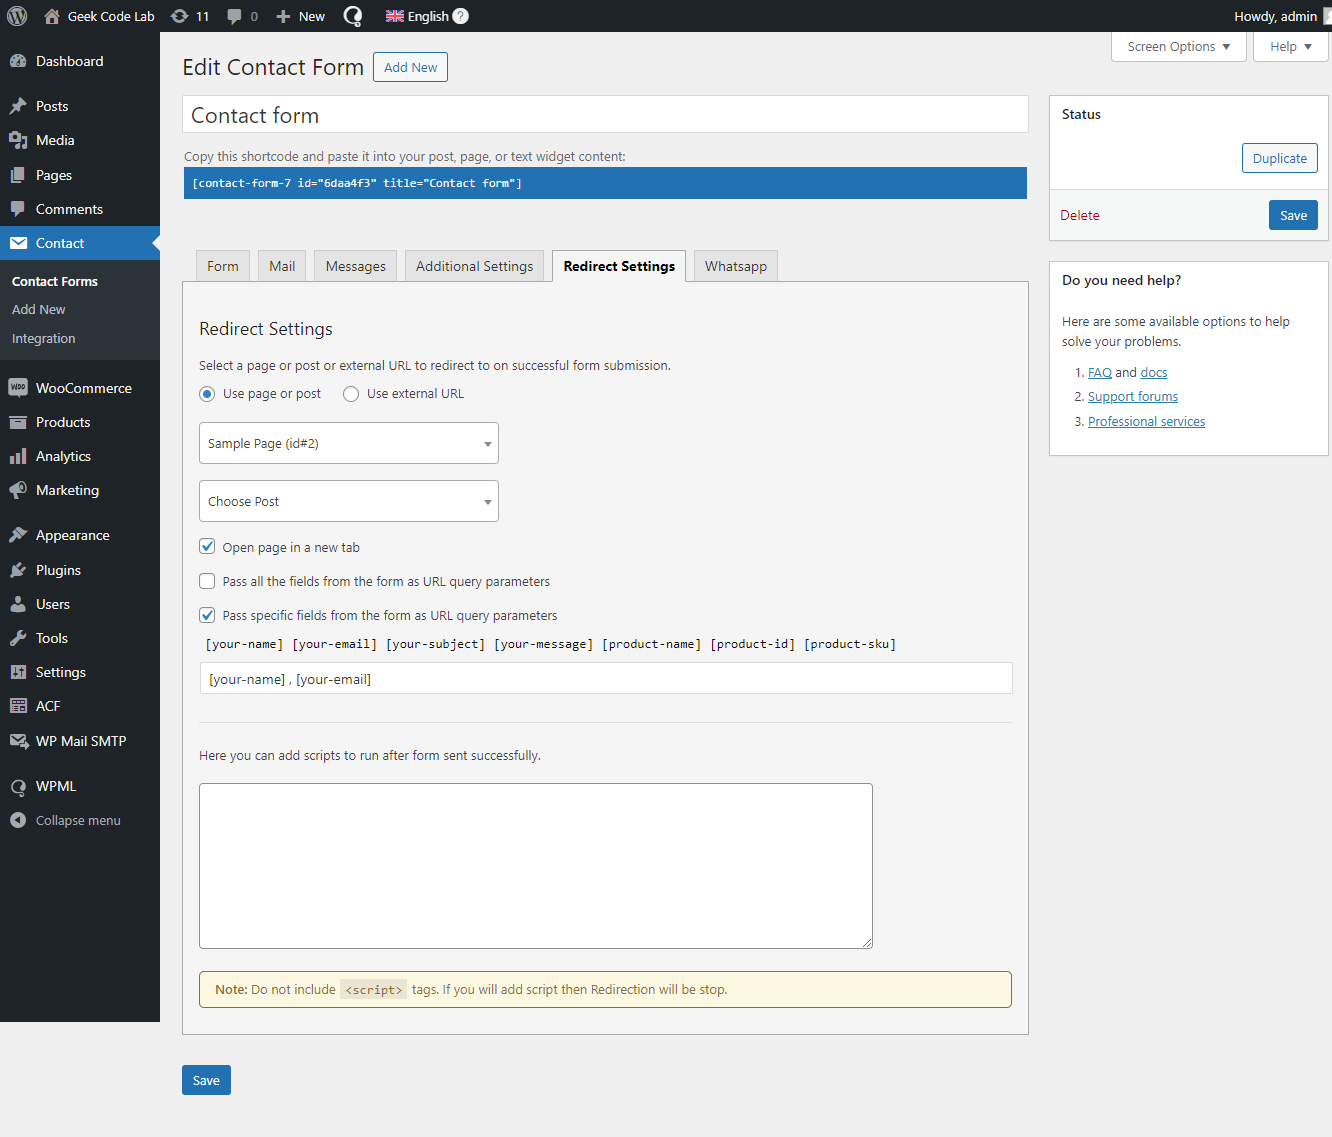 Geek Code Lab 11 0 New English ? Howdy, admin
Screen Options Help
Dashboard
Posts
Media
Pages
Comments
Contact
Contact Forms
Add New
Integration
WooCommerce
Products
Analytics
Marketing
Appearance
Plugins
Users
Tools
Settings
ACF
WP Mail SMTP
WPML
Collapse menu
Edit Contact Form Add New
Contact form
Copy this shortcode and paste it into your post, page, or text widget content:
[contact-form-7 id="6daa4f3" title="Contact form"]
Form Mail Messages Additional Settings Redirect Settings Whatsapp
Redirect Settings
Select a page or post or external URL to redirect to on successful form submission.
Use page or post Use external URL
Sample Page (id#2)
Choose Post
Open page in a new tab
Pass all the fields from the form as URL query parameters
Pass specific fields from the form as URL query parameters
[your-name] [your-email] [your-subject] [your-message] [product-name] [product-id] [product-sku]
[your-name] , [your-email]
Here you can add scripts to run after form sent successfully.
Note: Do not include <script> tags. If you will add script then Redirection will be stop.
Save
Status
Duplicate
Delete Save
Do you need help?
Here are some available options to help
solve your problems.
1. FAQ and docs
2. Support forums
3. Professional services